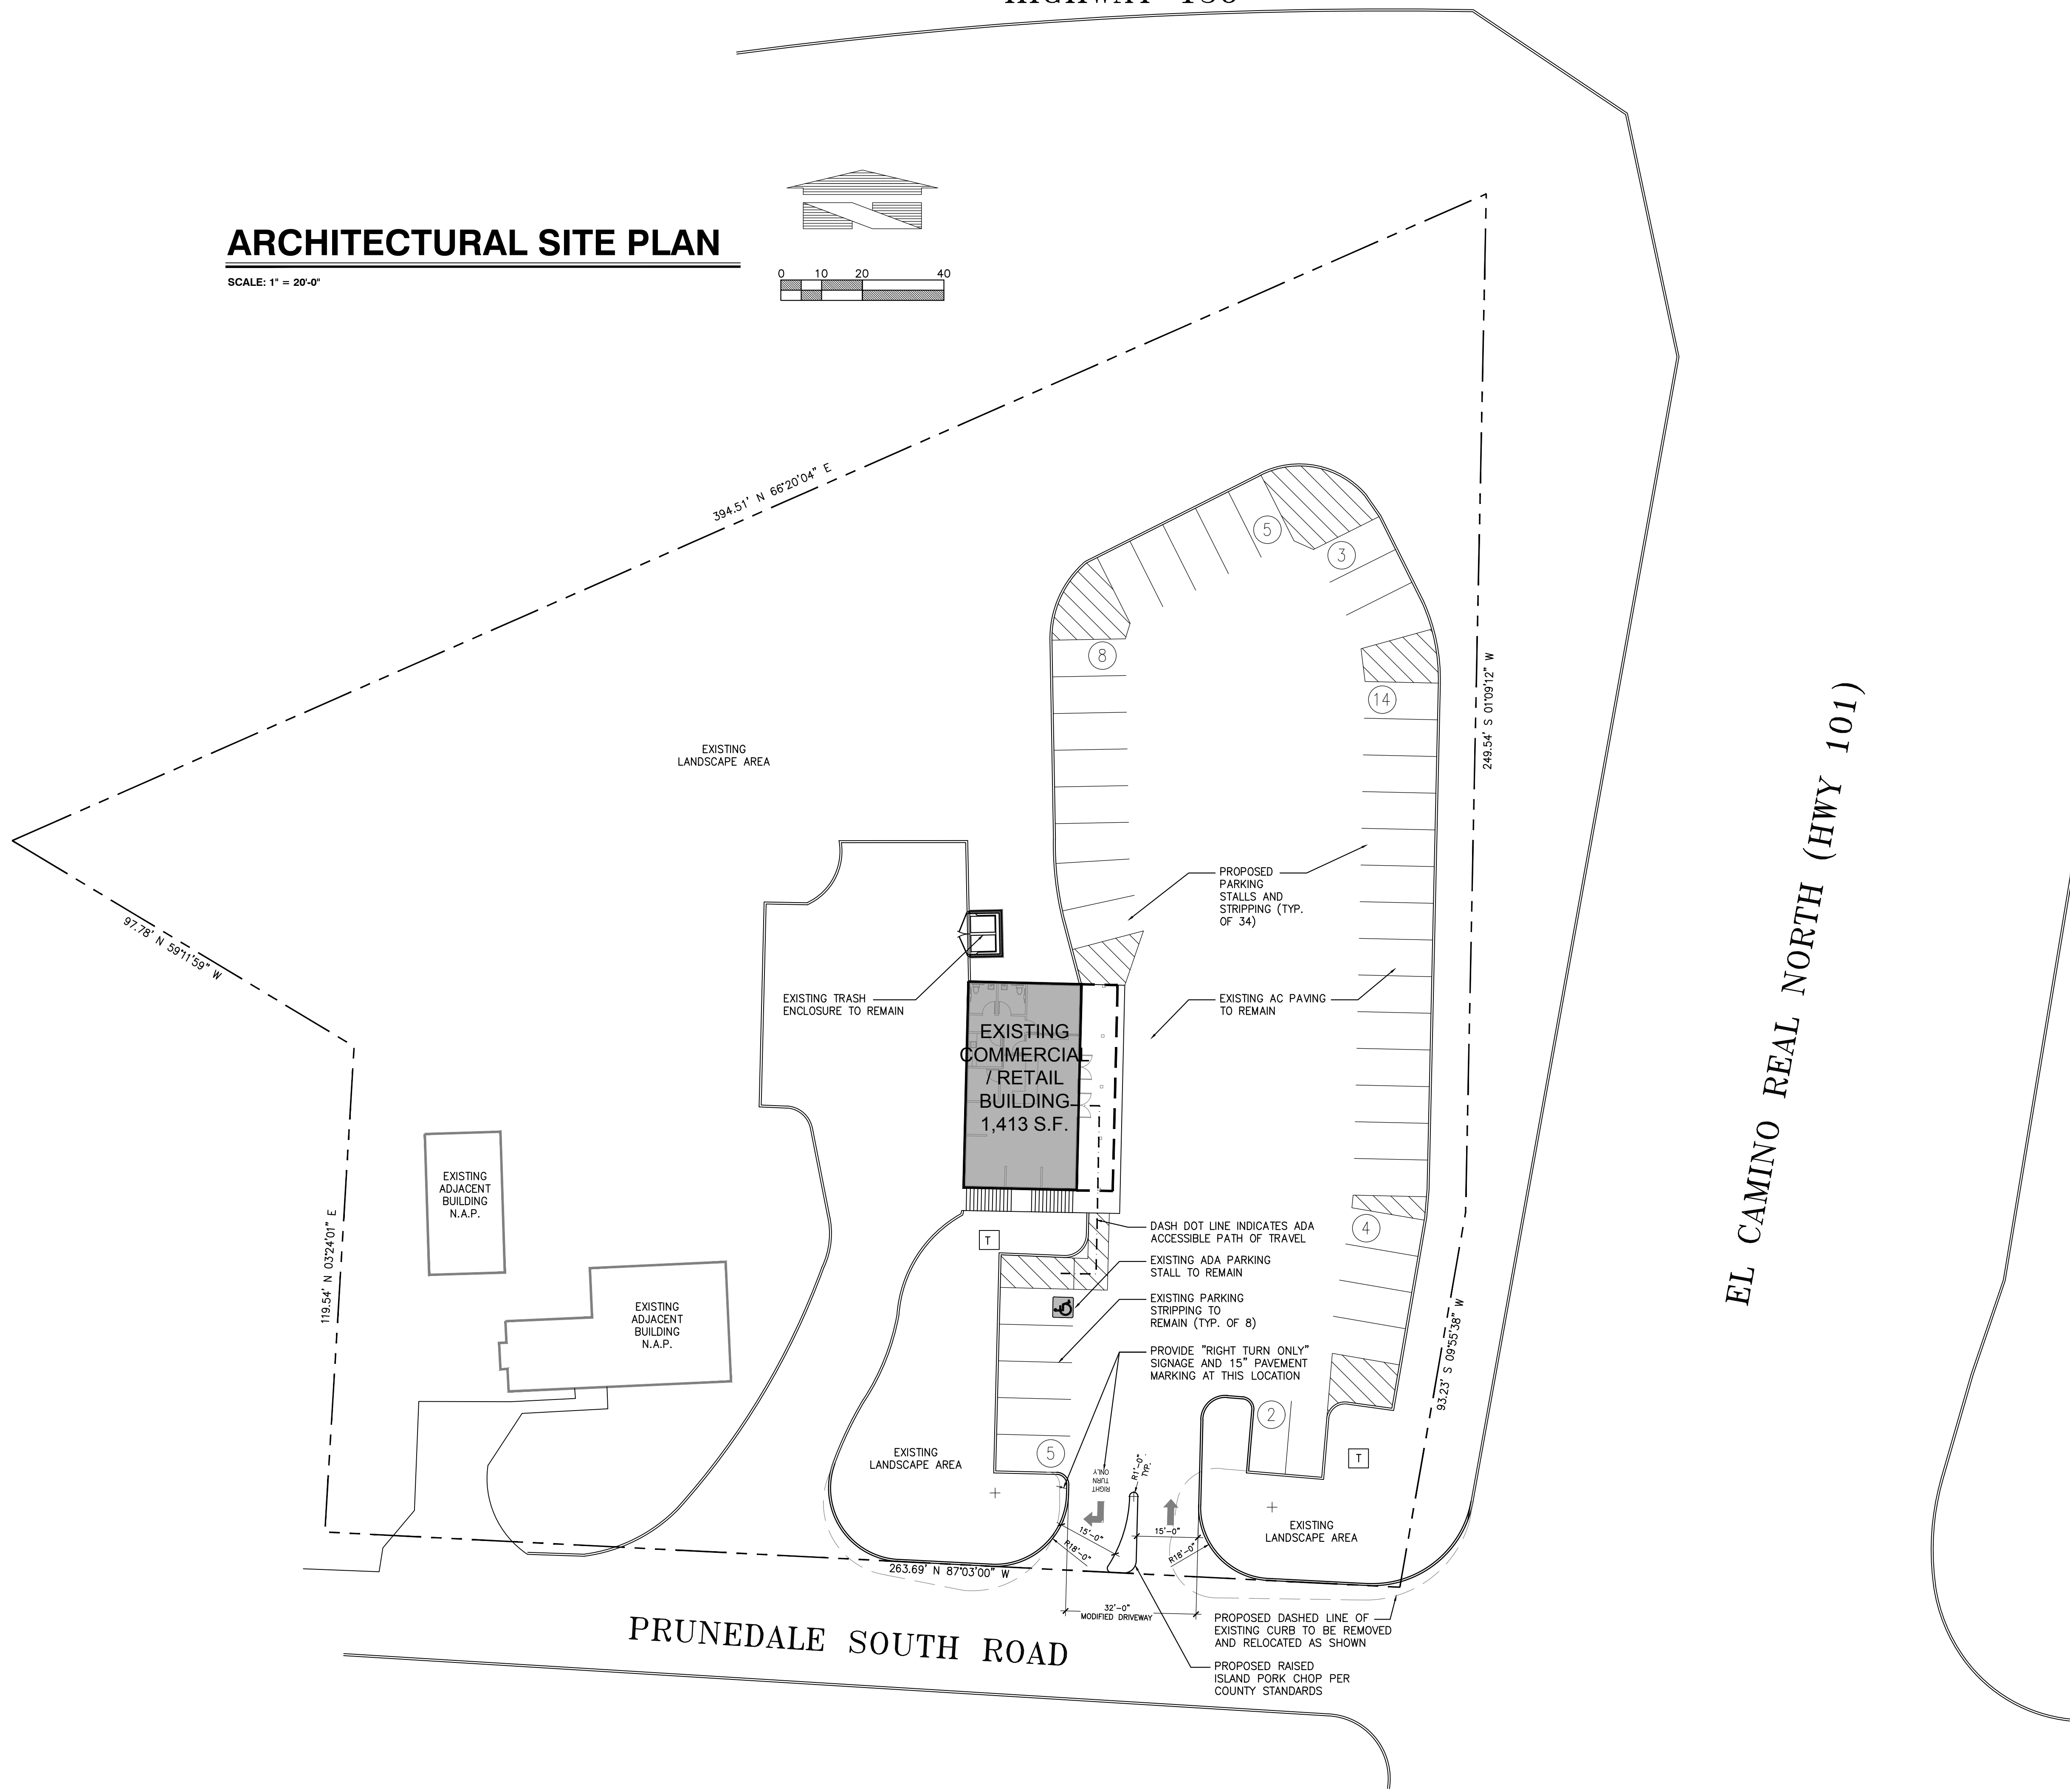 ARCHITECTURAL SITE PLAN
SCALE: 1" = 20'-0"
0 10 20 40
394.51' N 66°20'04" E
5
3
8
14
249.54' S 01°09'12" W
EXISTING
LANDSCAPE AREA
EL CAMINO REAL NORTH (HWY 101)
PROPOSED
PARKING
STALLS AND
STRIPPING (TYP.
OF 34)
97.78' N 59°11'59" W
EXISTING TRASH
ENCLOSURE TO REMAIN
EXISTING AC PAVING
TO REMAIN
EXISTING
COMMERCIAL
/ RETAIL
BUILDING
1,413 S.F.
EXISTING
ADJACENT
BUILDING
N.A.P.
119.54' N 03°24'01" E
EXISTING
ADJACENT
BUILDING
N.A.P.
T
4
DASH DOT LINE INDICATES ADA
ACCESSIBLE PATH OF TRAVEL
EXISTING ADA PARKING
STALL TO REMAIN
EXISTING PARKING
STRIPPING TO
REMAIN (TYP. OF 8)
PROVIDE "RIGHT TURN ONLY"
SIGNAGE AND 15" PAVEMENT
MARKING AT THIS LOCATION
93.23' S 09°55'38" W
2
T
EXISTING
LANDSCAPE AREA
5
RIGHT
TURN
ONLY
R1'-0"
TYP.
15'-0"
R18'-0"
15'-0"
R18'-0"
EXISTING
LANDSCAPE AREA
263.69' N 87°03'00" W
32'-0"
MODIFIED DRIVEWAY
PRUNEDALE SOUTH ROAD
PROPOSED DASHED LINE OF
EXISTING CURB TO BE REMOVED
AND RELOCATED AS SHOWN
PROPOSED RAISED
ISLAND PORK CHOP PER
COUNTY STANDARDS